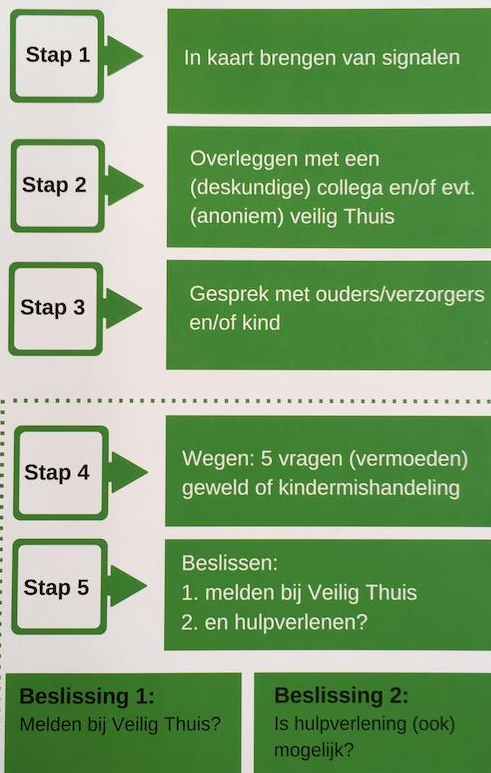 Stap 1
In kaart brengen van signalen
Stap 2
Overleggen met een
(deskundige) collega en/of evt.
(anoniem) veilig Thuis
Stap 3
Gesprek met ouders/verzorgers
en/of kind
Stap 4
Wegen: 5 vragen (vermoeden)
geweld of kindermishandeling
Stap 5
Beslissen:
1. melden bij Veilig Thuis
2. en hulpverlenen?
Beslissing 1:
Melden bij Veilig Thuis?
Beslissing 2:
Is hulpverlening (ook)
mogelijk?